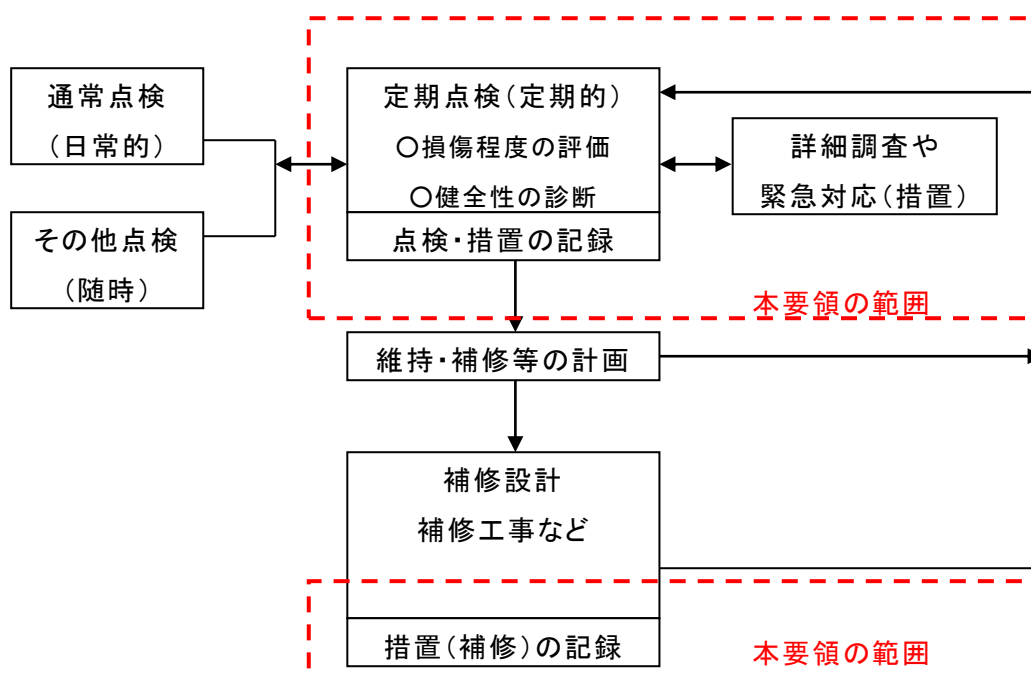 通常点検
(日常的)
その他点検
(随時)
定期点検(定期的)
○損傷程度の評価
○健全性の診断
点検・措置の記録
詳細調査や
緊急対応(措置)
本要領の範囲
維持・補修等の計画
補修設計
補修工事など
措置(補修)の記録
本要領の範囲